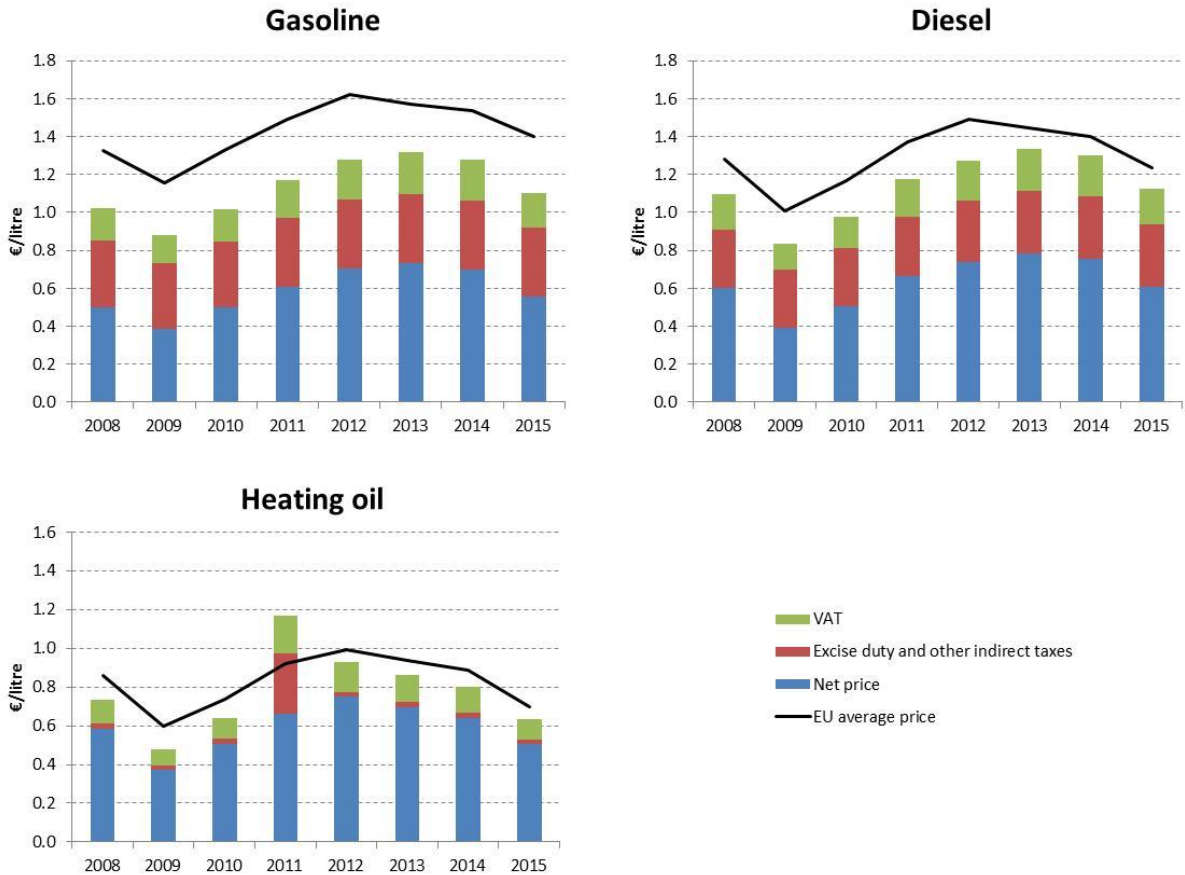 Gasoline
€/litre
1.8
1.6
1.4
1.2
1.0
0.8
0.6
0.4
0.2
0.0
2008 2009 2010 2011 2012 2013 2014 2015
Diesel
€/litre
1.8
1.6
1.4
1.2
1.0
0.8
0.6
0.4
0.2
0.0
2008 2009 2010 2011 2012 2013 2014 2015
Heating oil
€/litre
1.6
1.4
1.2
1.0
0.8
0.6
0.4
0.2
0.0
2008 2009 2010 2011 2012 2013 2014 2015
VAT
Excise duty and other indirect taxes
Net price
EU average price